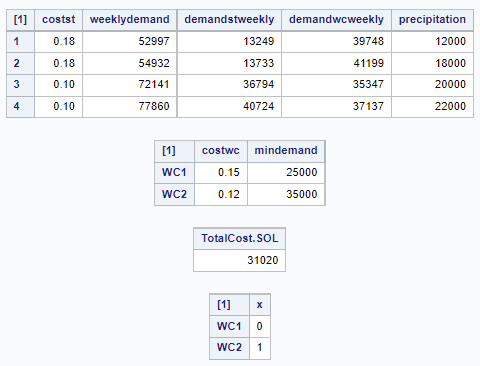 [1] costst weeklydemand demandstweekly demandwcweekly precipitation
1 0.18 52997 13249 39748 12000
2 0.18 54932 13733 41199 18000
3 0.10 72141 36794 35347 20000
4 0.10 77860 40724 37137 22000
[1] costwc mindemand
WC1 0.15 25000
WC2 0.12 35000
TotalCost.SOL
31020
[1] x
WC1 0
WC2 1